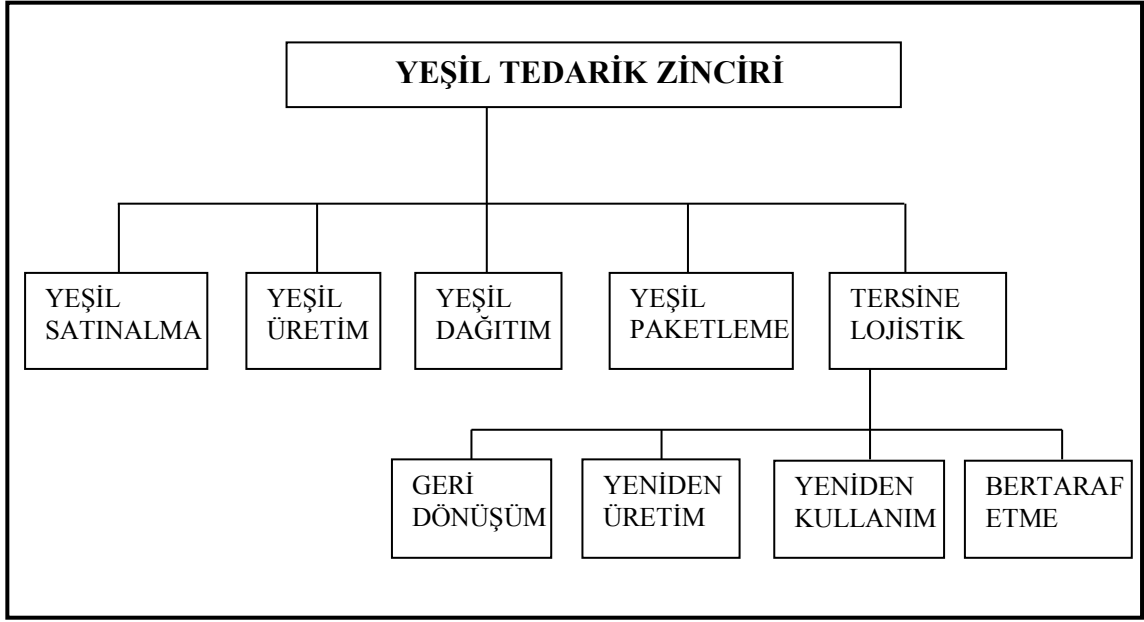 YEŞİL TEDARİK ZİNCİRİ
YEŞİL
SATINALMA
YEŞİL
ÜRETİM
YEŞİL
DAĞITIM
YEŞİL
PAKETLEME
TERSİNE
LOJİSTİK
GERİ
DÖNÜŞÜM
YENİDEN
ÜRETİM
YENİDEN
KULLANIM
BERTARAF
ETME